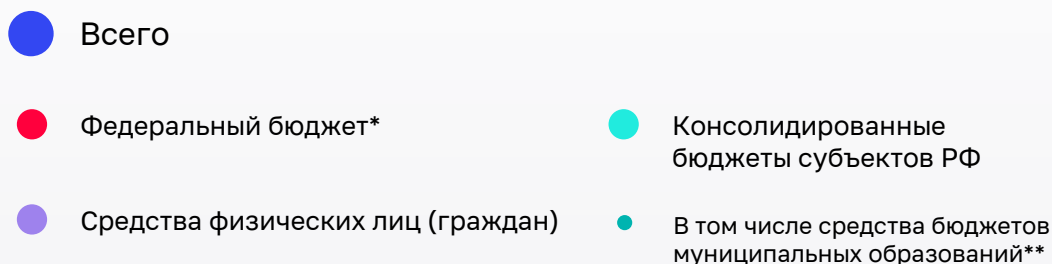 Всего
Федеральный бюджет*
Консолидированные
бюджеты субъектов РФ
Средства физических лиц (граждан)
В том числе средства бюджетов
муниципальных образований**